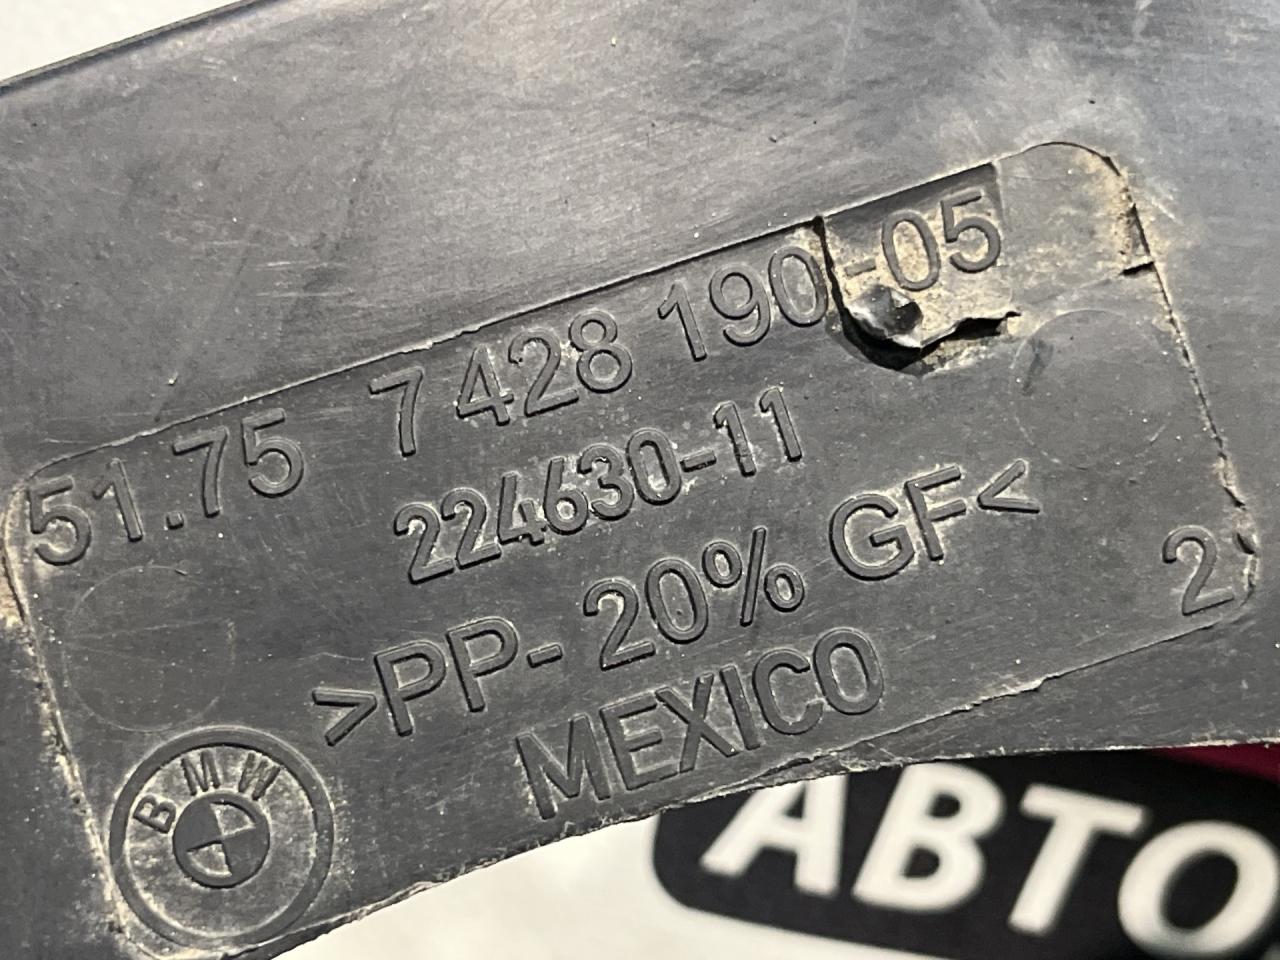 51.75 7 428 190-05
224630-11
>PP- 20% GF<
2
MEXICO
BMW
АВТО